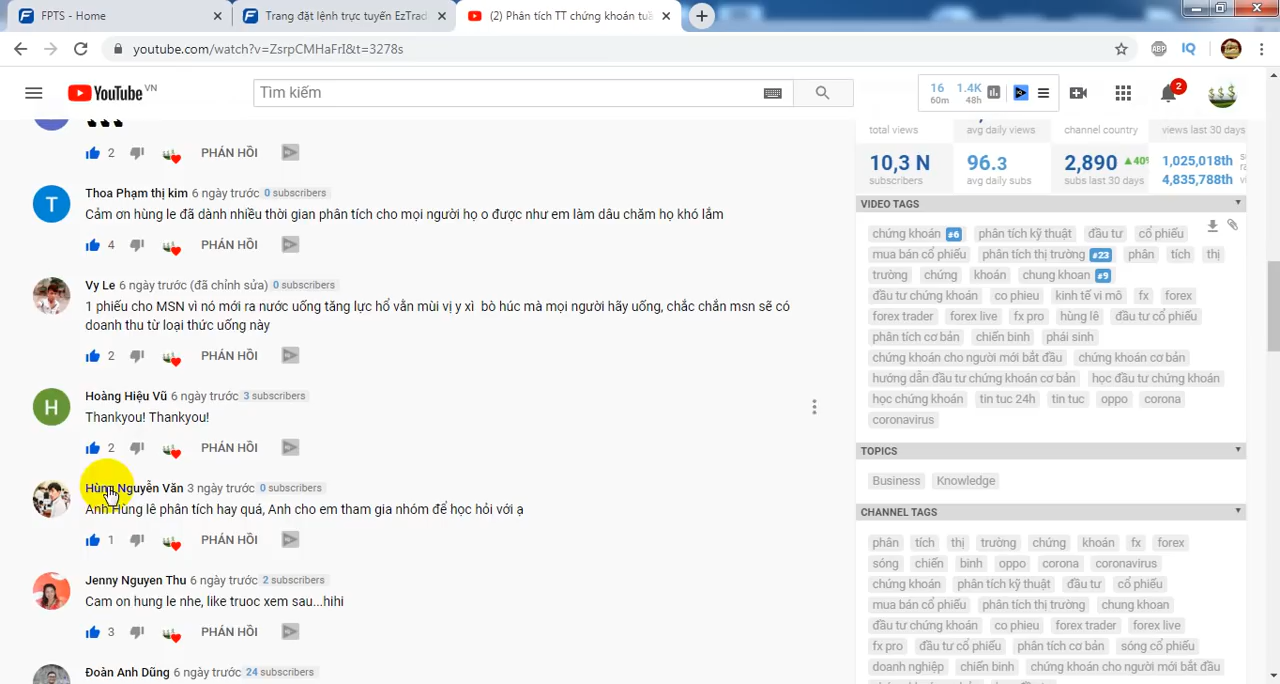 FPTS - Home
Trang đặt lệnh trực tuyến EzTrad
(2) Phân tích TT chứng khoán tuầ
youtube.com/watch?v=ZsrpCMHaFrI&t=3278s
ABP
IQ
YouTube VN
Tìm kiếm
16 1.4K
60m 48h
2
total views avg daily views channel country views last 30 days
2 PHẢN HỒI
10,3 N 96.3 2,890 ▲40% 1,025,018th
4,835,788th
subscribers avg daily subs subs last 30 days
Thoa Phạm thị kim 6 ngày trước 0 subscribers
Cảm ơn hùng le đã dành nhiều thời gian phân tích cho mọi người họ o được như em làm dâu chăm họ khó lắm
4 PHẢN HỒI
Vy Le 6 ngày trước (đã chỉnh sửa) 0 subscribers
1 phiếu cho MSN vì nó mới ra nước uống tăng lực hổ vằn mùi vị y xì bò húc mà mọi người hãy uống, chắc chắn msn sẽ có
doanh thu từ loại thức uống này
2 PHẢN HỒI
Hoàng Hiệu Vũ 6 ngày trước 3 subscribers
Thankyou! Thankyou!
2 PHẢN HỒI
Hùng Nguyễn Văn 3 ngày trước 0 subscribers
Anh Hùng lê phân tích hay quá, Anh cho em tham gia nhóm để học hỏi với ạ
1 PHẢN HỒI
Jenny Nguyen Thu 6 ngày trước 2 subscribers
Cam on hung le nhe, like truoc xem sau...hihi
3 PHẢN HỒI
Đoàn Anh Dũng 6 ngày trước 24 subscribers
VIDEO TAGS
chứng khoán #6 phân tích kỹ thuật đầu tư cổ phiếu
mua bán cổ phiếu phân tích thị trường #23 phân tích thị
trường chứng khoán chung khoan #9
đầu tư chứng khoán co phieu kinh tế vi mô fx forex
forex trader forex live fx pro hùng lê đầu tư cổ phiếu
phân tích cơ bản chiến binh phái sinh
chứng khoán cho người mới bắt đầu chứng khoán cơ bản
hướng dẫn đầu tư chứng khoán cơ bản học đầu tư chứng khoán
học chứng khoán tin tuc 24h tin tuc oppo corona
coronavirus
TOPICS
Business Knowledge
CHANNEL TAGS
phân tích thị trường chứng khoán fx forex
sóng chiến binh oppo corona coronavirus
chứng khoán phân tích kỹ thuật đầu tư cổ phiếu
mua bán cổ phiếu phân tích thị trường chung khoan
đầu tư chứng khoán co phieu forex trader forex live
fx pro đầu tư cổ phiếu phân tích cơ bản sóng cổ phiếu
doanh nghiệp chiến binh chứng khoán cho người mới bắt đầu